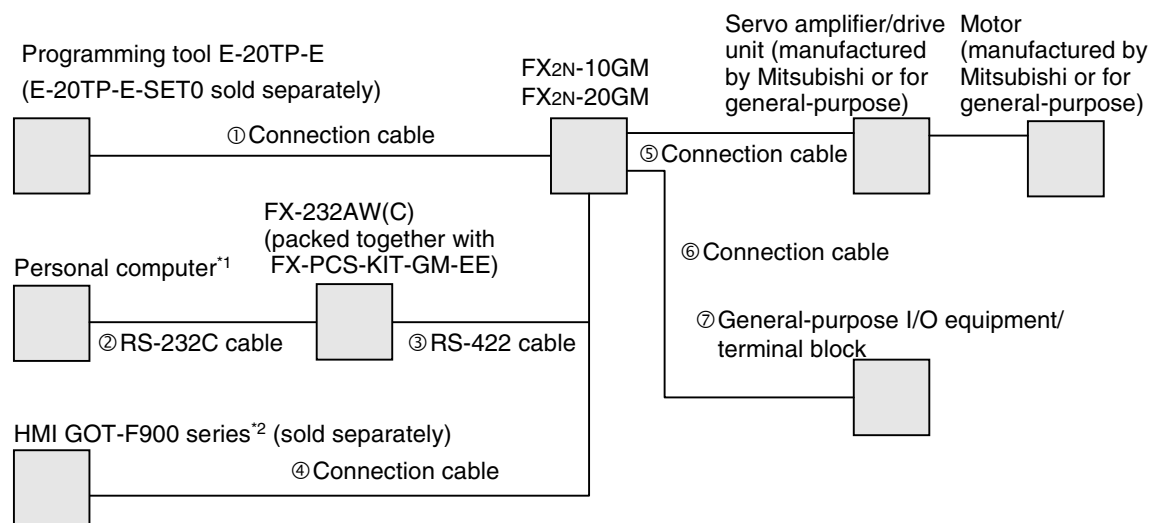 Programming tool E-20TP-E
(E-20TP-E-SET0 sold separately)
①Connection cable
FX2N-10GM
FX2N-20GM
Servo amplifier/drive
unit (manufactured
by Mitsubishi or for
general-purpose)
Motor
(manufactured by
Mitsubishi or for
general-purpose)
⑤Connection cable
FX-232AW(C)
(packed together with
FX-PCS-KIT-GM-EE)
Personal computer*1
②RS-232C cable
③RS-422 cable
⑥Connection cable
⑦General-purpose I/O equipment/
terminal block
HMI GOT-F900 series*2 (sold separately)
④Connection cable